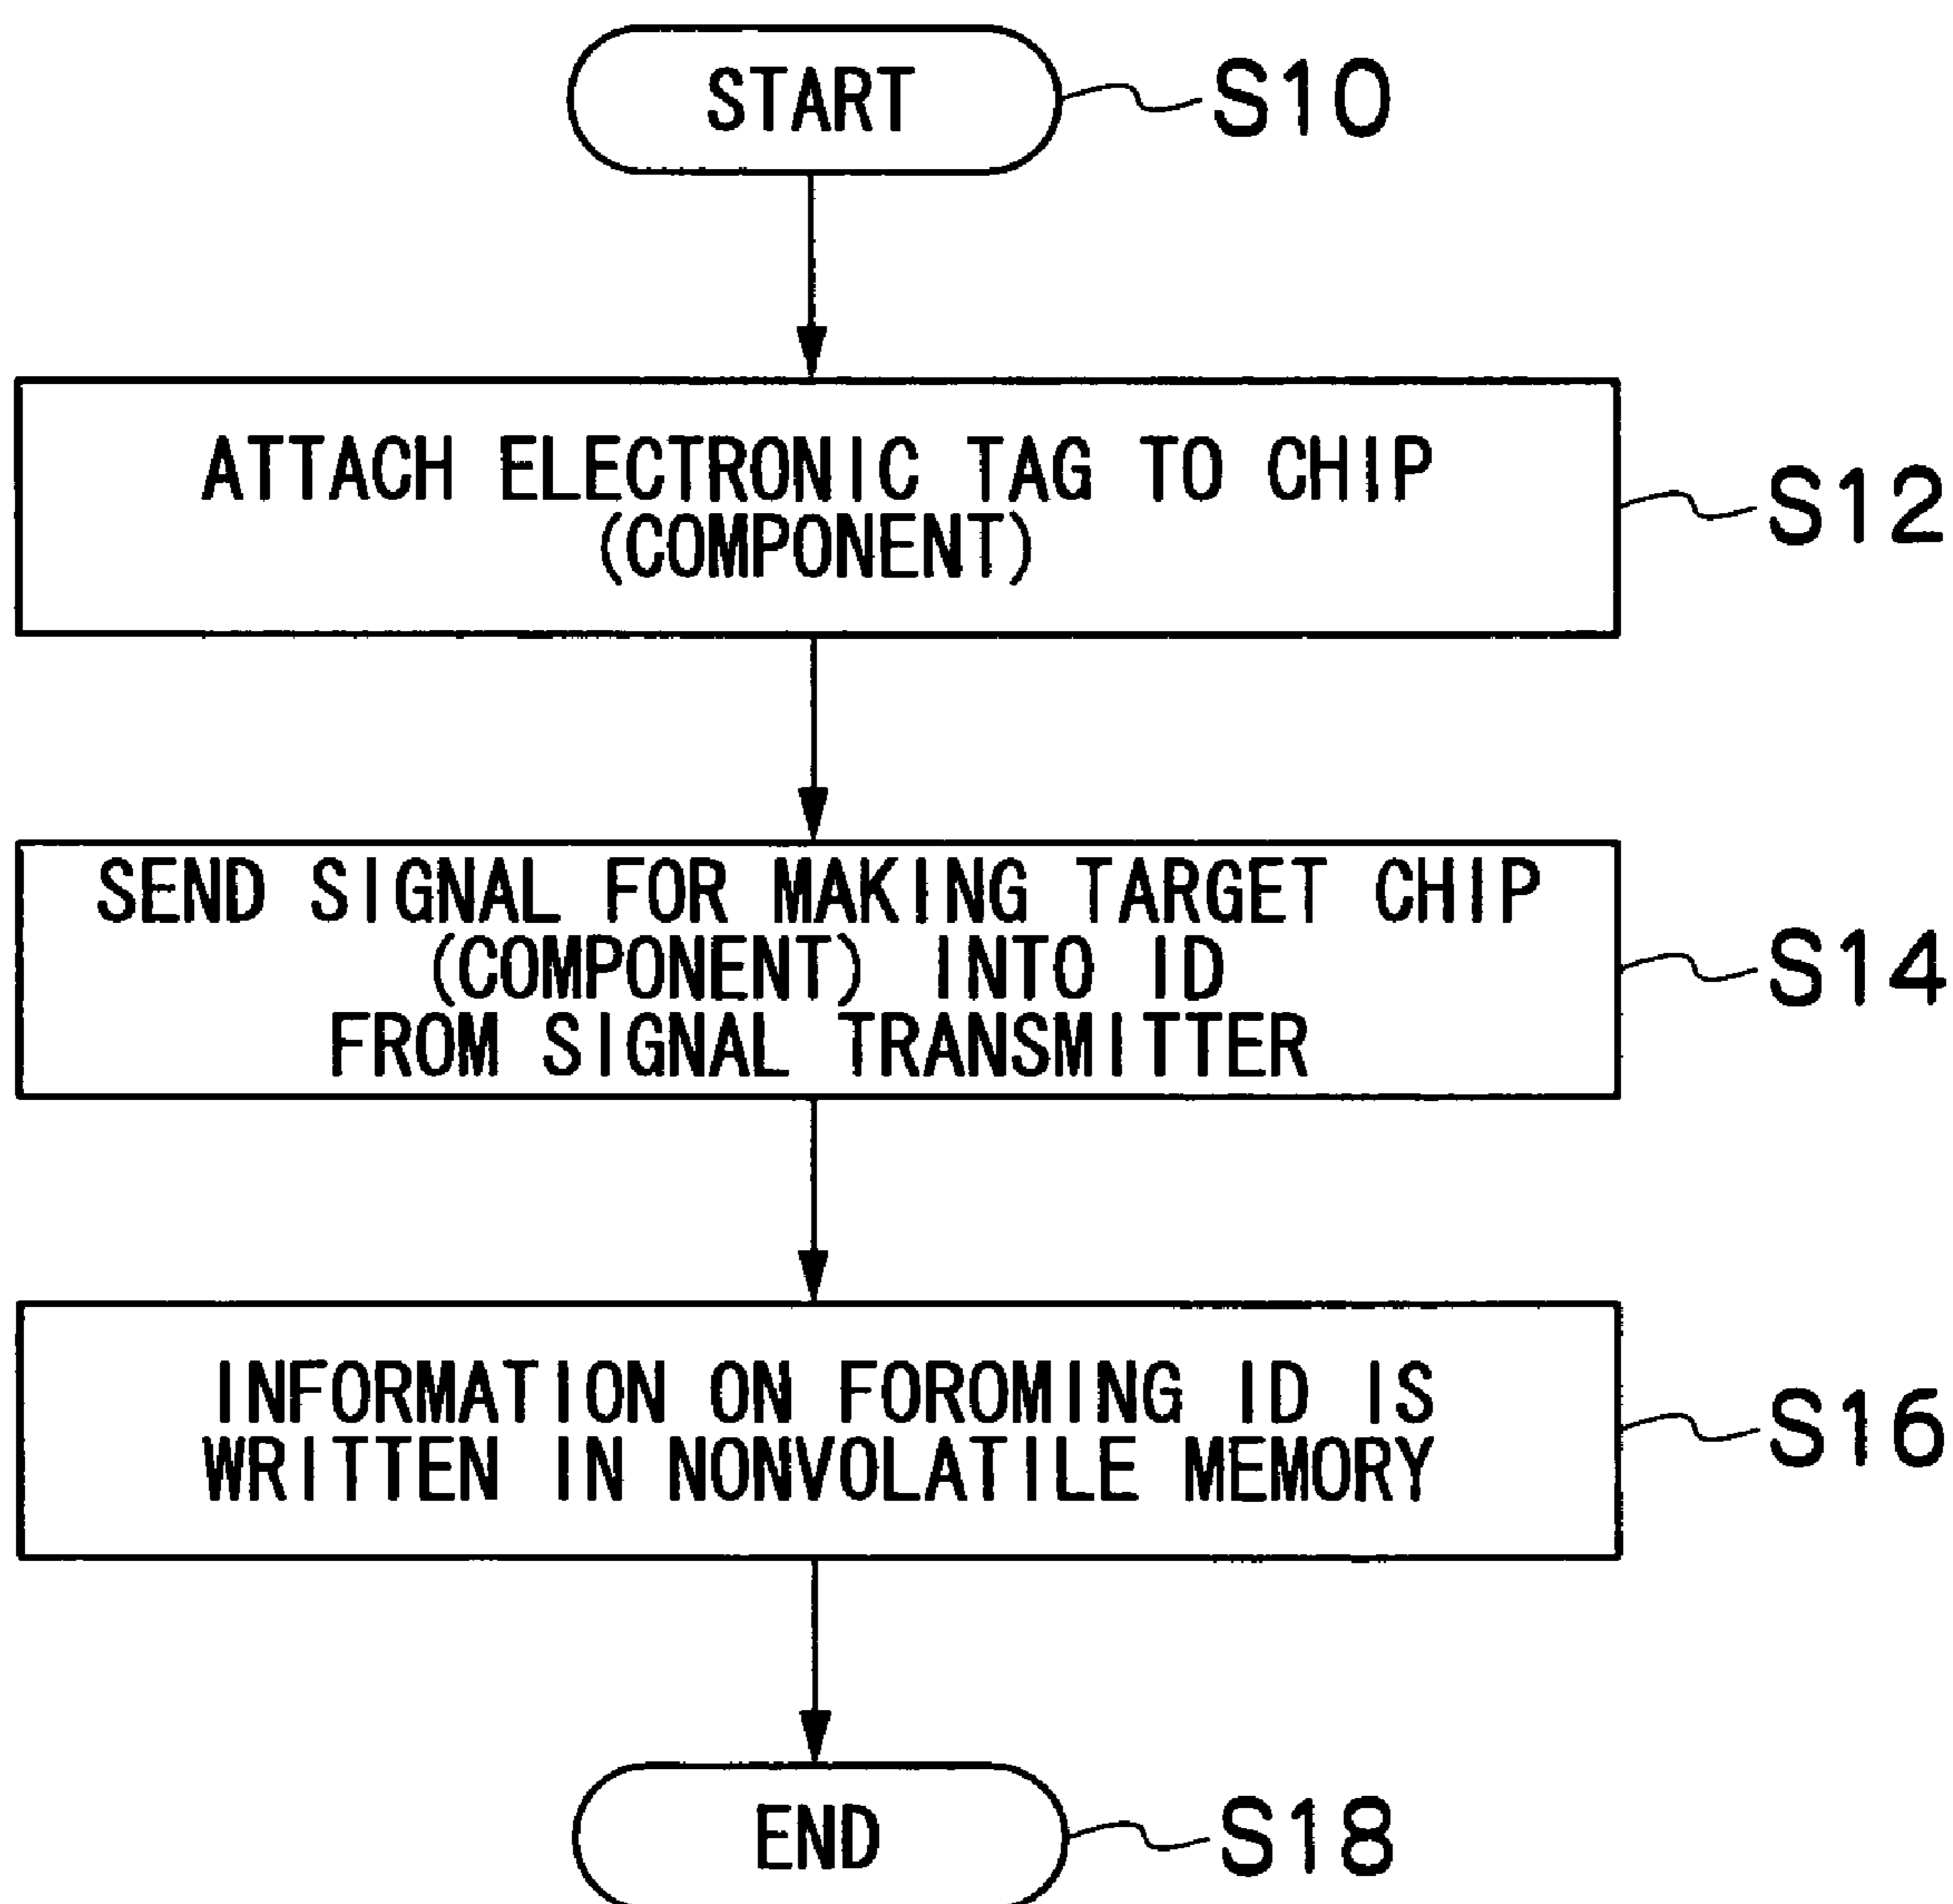 START
S10
ATTACH ELECTRONIC TAG TO CHIP
(COMPONENT)
S12
SEND SIGNAL FOR MAKING TARGET CHIP
(COMPONENT) INTO ID
FROM SIGNAL TRANSMITTER
S14
INFORMATION ON FOROMING ID IS
WRITTEN IN NONVOLATILE MEMORY
S16
END
S18